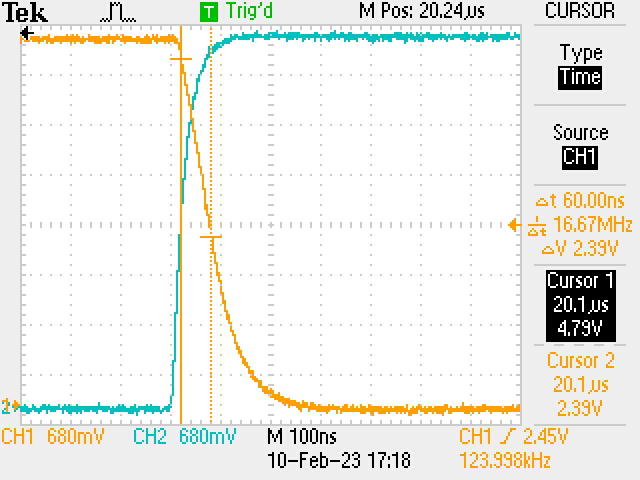 Tek T Trig'd M Pos: 20.24µs CURSOR
Type
Time
Source
CH1
Δt 60.00ns
1/Δt 16.67MHz
ΔV 2.39V
Cursor 1
20.1µs
4.79V
Cursor 2
20.1µs
2.39V
CH1 680mV CH2 680mV M 100ns CH1 2.45V
10-Feb-23 17:18 123.998kHz